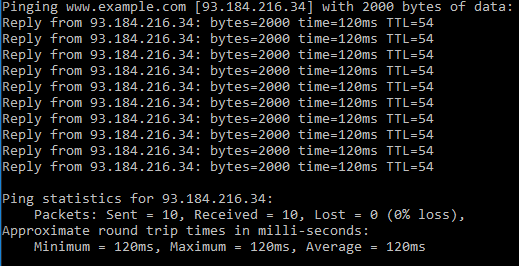 Pinging www.example.com [93.184.216.34] with 2000 bytes of data:
Reply from 93.184.216.34: bytes=2000 time=120ms TTL=54
Reply from 93.184.216.34: bytes=2000 time=120ms TTL=54
Reply from 93.184.216.34: bytes=2000 time=120ms TTL=54
Reply from 93.184.216.34: bytes=2000 time=120ms TTL=54
Reply from 93.184.216.34: bytes=2000 time=120ms TTL=54
Reply from 93.184.216.34: bytes=2000 time=120ms TTL=54
Reply from 93.184.216.34: bytes=2000 time=120ms TTL=54
Reply from 93.184.216.34: bytes=2000 time=120ms TTL=54
Reply from 93.184.216.34: bytes=2000 time=120ms TTL=54
Reply from 93.184.216.34: bytes=2000 time=120ms TTL=54

Ping statistics for 93.184.216.34:
    Packets: Sent = 10, Received = 10, Lost = 0 (0% loss),
Approximate round trip times in milli-seconds:
    Minimum = 120ms, Maximum = 120ms, Average = 120ms